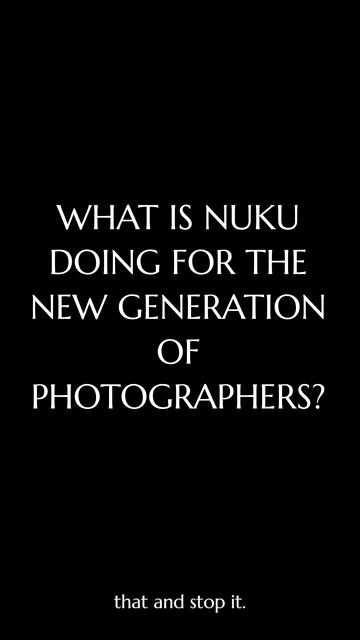 WHAT IS NUKU
DOING FOR THE
NEW GENERATION
OF
PHOTOGRAPHERS?
that and stop it.